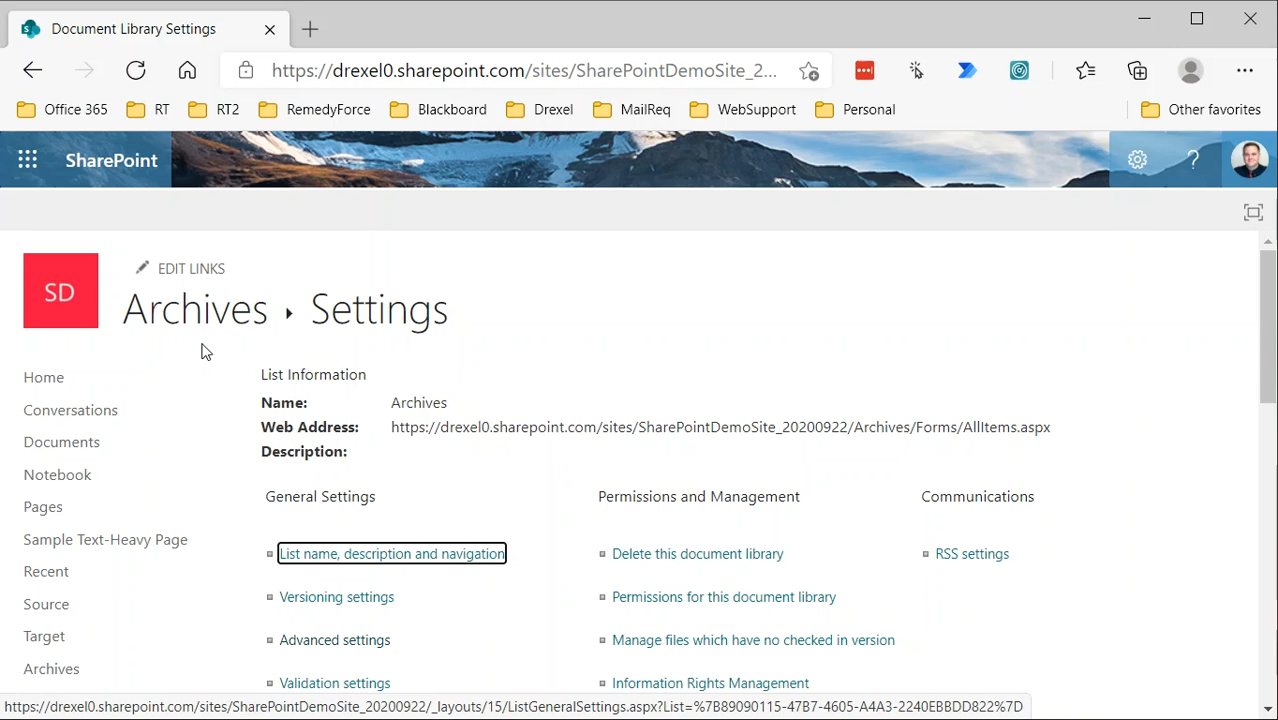 Document Library Settings
https://drexel0.sharepoint.com/sites/SharePointDemoSite_2...
Office 365 RT RT2 RemedyForce Blackboard Drexel MailReq WebSupport Personal Other favorites
SharePoint ?
EDIT LINKS
SD
Archives Settings
Home
Conversations
Documents
Notebook
Pages
Sample Text-Heavy Page
Recent
Source
Target
Archives
List Information
Name: Archives
Web Address: https://drexel0.sharepoint.com/sites/SharePointDemoSite_20200922/Archives/Forms/AllItems.aspx
Description:
General Settings
List name, description and navigation
Versioning settings
Advanced settings
Validation settings
Permissions and Management
Delete this document library
Permissions for this document library
Manage files which have no checked in version
Information Rights Management
Communications
RSS settings
https://drexel0.sharepoint.com/sites/SharePointDemoSite_20200922/_layouts/15/ListGeneralSettings.aspx?List=%7B89090115-47B7-4605-A4A3-2240EBBDD822%7D